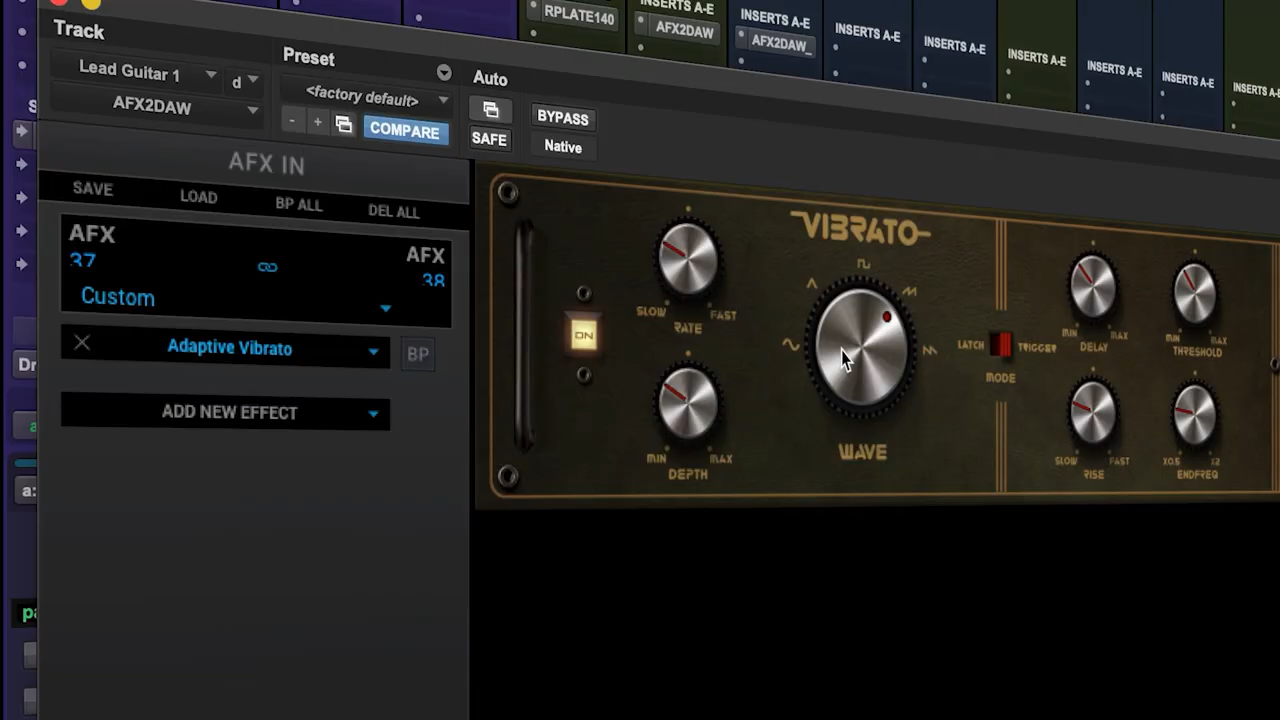 Track
Lead Guitar 1
d
AFX2DAW
Preset
<factory default>
- +
COMPARE
Auto
SAFE
BYPASS
Native
RPLATE140
INSERTS A-E
AFX2DAW
INSERTS A-E
AFX2DAW_
INSERTS A-E
INSERTS A-E
INSERTS A-E
INSERTS A-E
INSERTS A-E
INSERTS A-E
AFX IN
SAVE
LOAD
BP ALL
DEL ALL
AFX
37
AFX
38
Custom
Adaptive Vibrato
BP
ADD NEW EFFECT
VIBRATO
ON
SLOW FAST
RATE
MIN MAX
DEPTH
WAVE
LATCH TRIGGER
MODE
MIN MAX
DELAY
MIN MAX
THRESHOLD
SLOW FAST
RISE
X0.5 X2
ENDFREQ
Dr
a:
pa